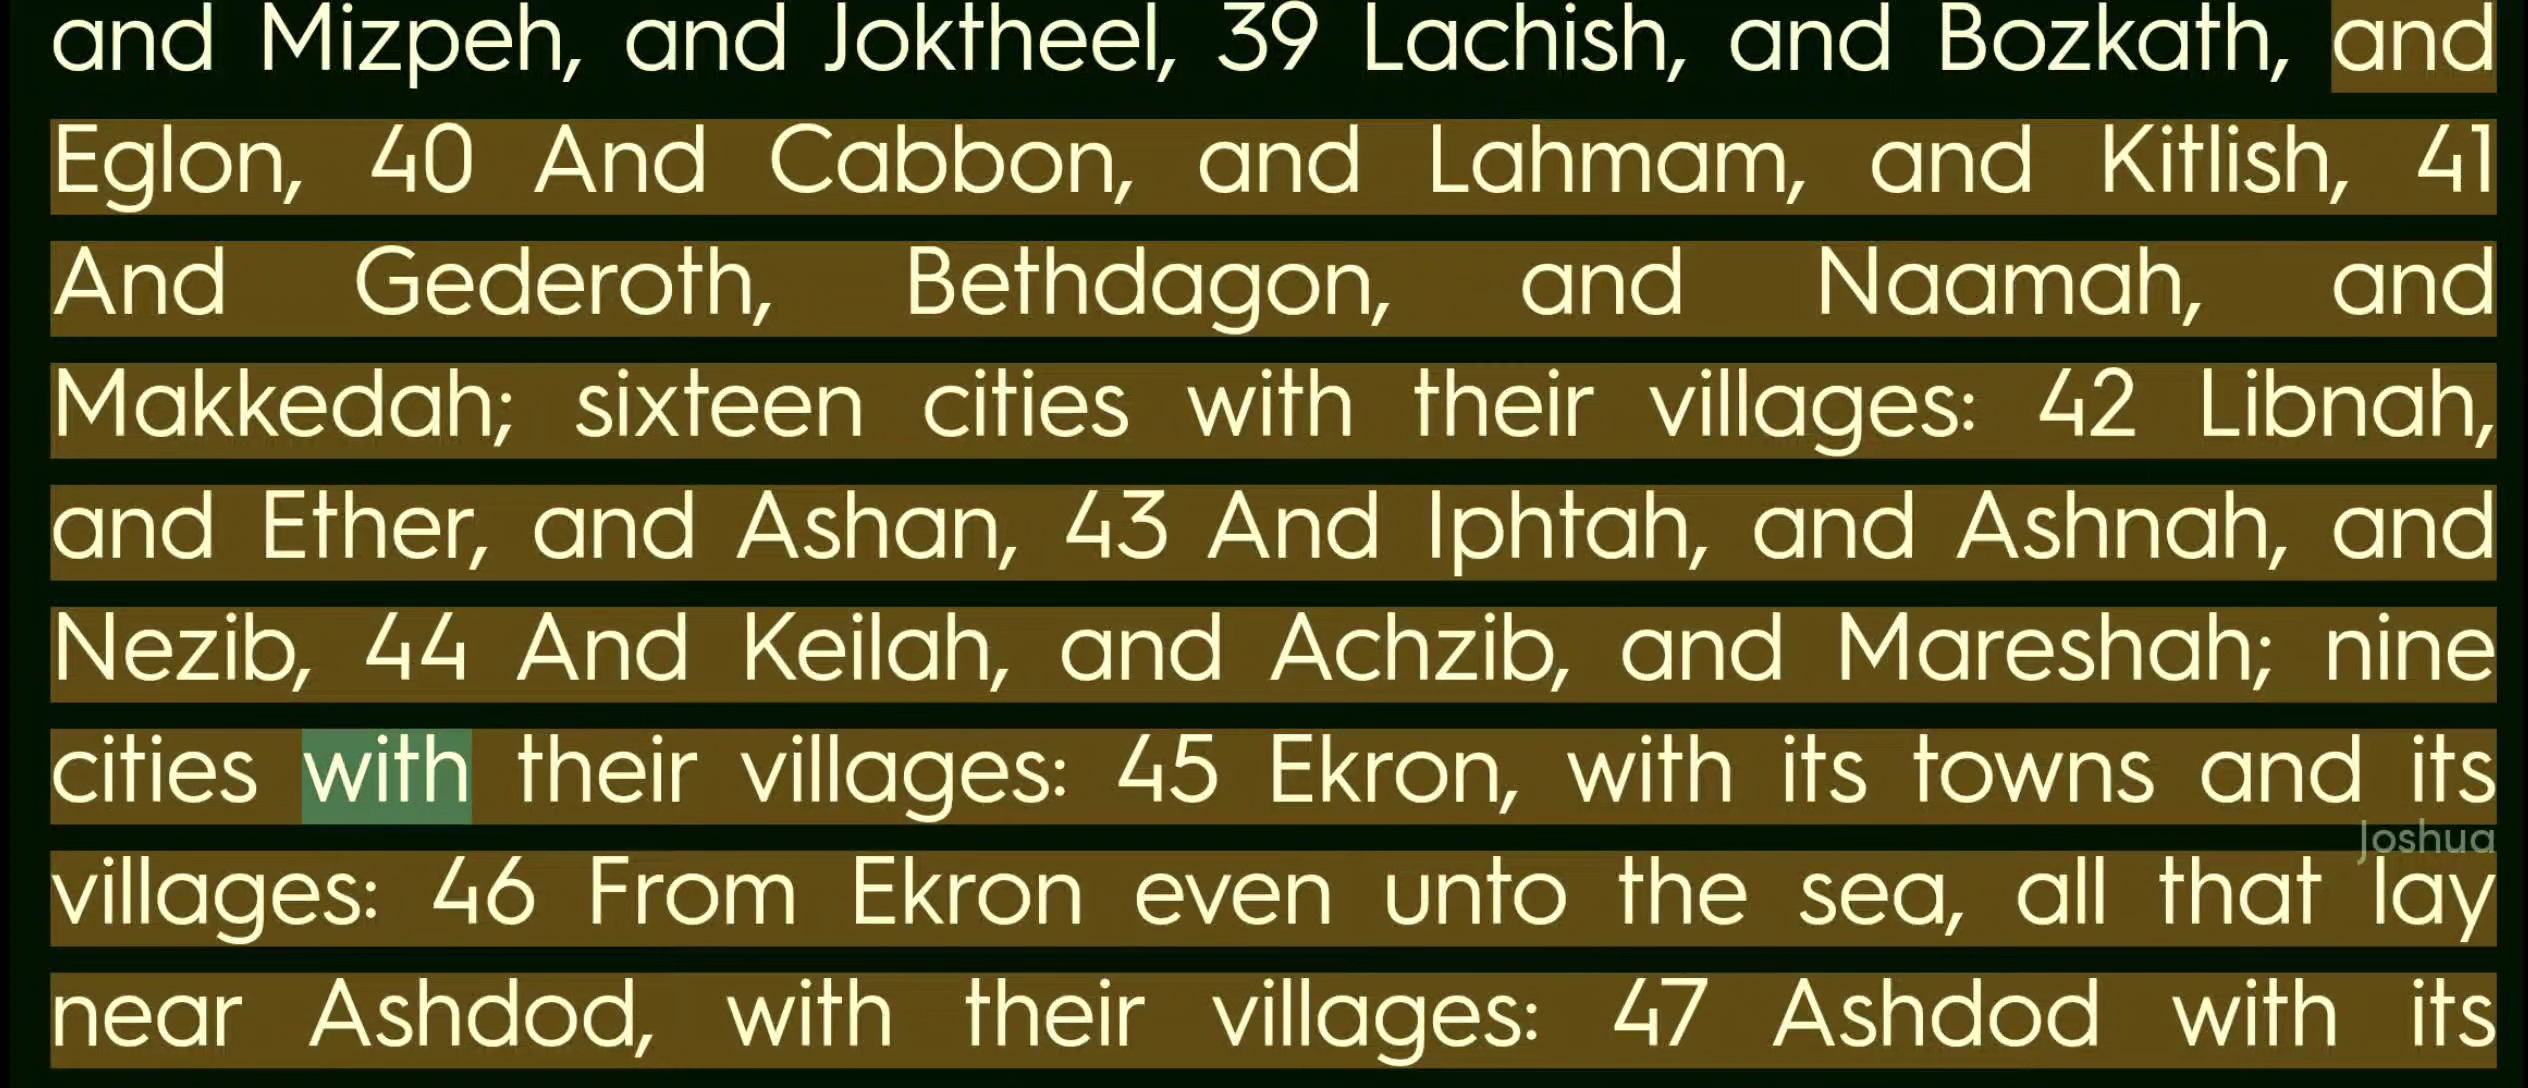 and Mizpeh, and Joktheel, 39 Lachish, and Bozkath, and
Eglon, 40 And Cabbon, and Lahmam, and Kitlish, 41
And Gederoth, Bethdagon, and Naamah, and
Makkedah; sixteen cities with their villages: 42 Libnah,
and Ether, and Ashan, 43 And Iphtah, and Ashnah, and
Nezib, 44 And Keilah, and Achzib, and Mareshah; nine
cities with their villages: 45 Ekron, with its towns and its
Joshua
villages: 46 From Ekron even unto the sea, all that lay
near Ashdod, with their villages: 47 Ashdod with its